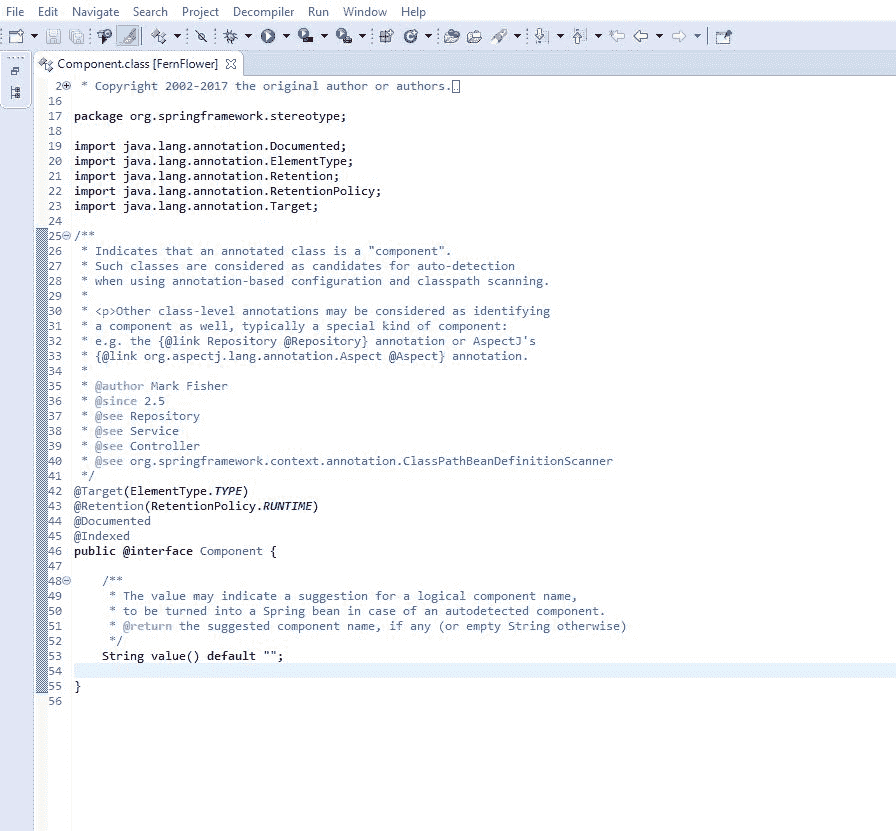 File Edit Navigate Search Project Decompiler Run Window Help
Component.class [FernFlower]
2 * Copyright 2002-2017 the original author or authors.
16
17 package org.springframework.stereotype;
18
19 import java.lang.annotation.Documented;
20 import java.lang.annotation.ElementType;
21 import java.lang.annotation.Retention;
22 import java.lang.annotation.RetentionPolicy;
23 import java.lang.annotation.Target;
24
25 /**
26 * Indicates that an annotated class is a "component".
27 * Such classes are considered as candidates for auto-detection
28 * when using annotation-based configuration and classpath scanning.
29 *
30 * <p>Other class-level annotations may be considered as identifying
31 * a component as well, typically a special kind of component:
32 * e.g. the {@link Repository @Repository} annotation or AspectJ's
33 * {@link org.aspectj.lang.annotation.Aspect @Aspect} annotation.
34 *
35 * @author Mark Fisher
36 * @since 2.5
37 * @see Repository
38 * @see Service
39 * @see Controller
40 * @see org.springframework.context.annotation.ClassPathBeanDefinitionScanner
41 */
42 @Target(ElementType.TYPE)
43 @Retention(RetentionPolicy.RUNTIME)
44 @Documented
45 @Indexed
46 public @interface Component {
47
48 /**
49 * The value may indicate a suggestion for a logical component name,
50 * to be turned into a Spring bean in case of an autodetected component.
51 * @return the suggested component name, if any (or empty String otherwise)
52 */
53 String value() default "";
54
55 }
56